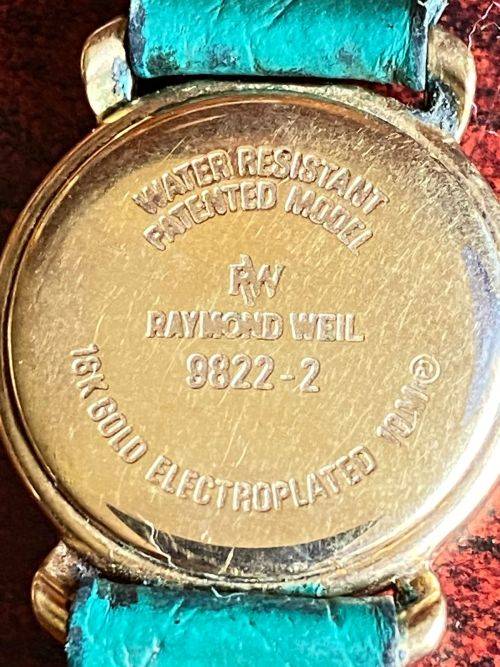 WATER RESISTANT
PATENTED MODEL
RW
RAYMOND WEIL
9822-2
18K GOLD ELECTROPLATED 10M®